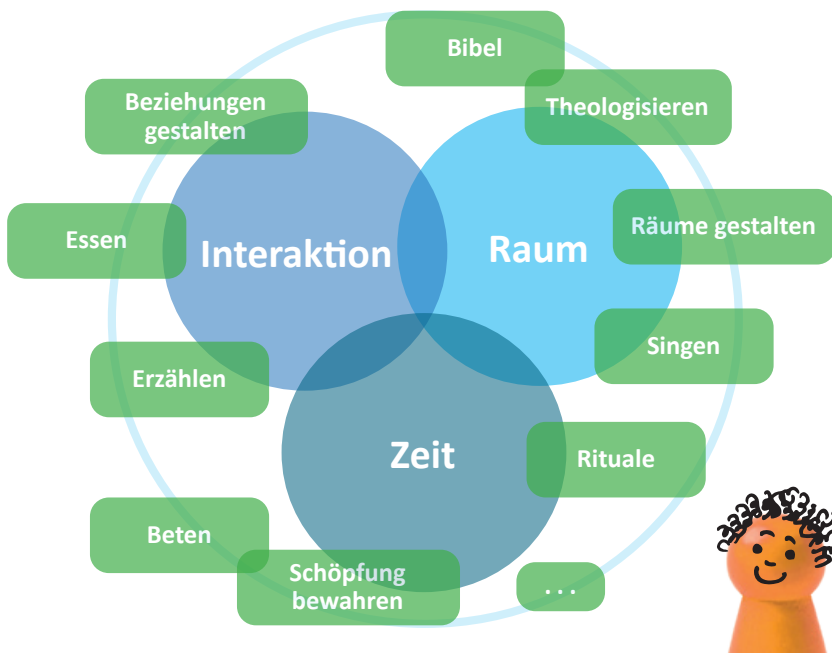 Bibel
Theologisieren
Beziehungen
gestalten
Räume gestalten
Essen
Interaktion
Raum
Singen
Erzählen
Zeit
Rituale
Beten
Schöpfung
bewahren
...